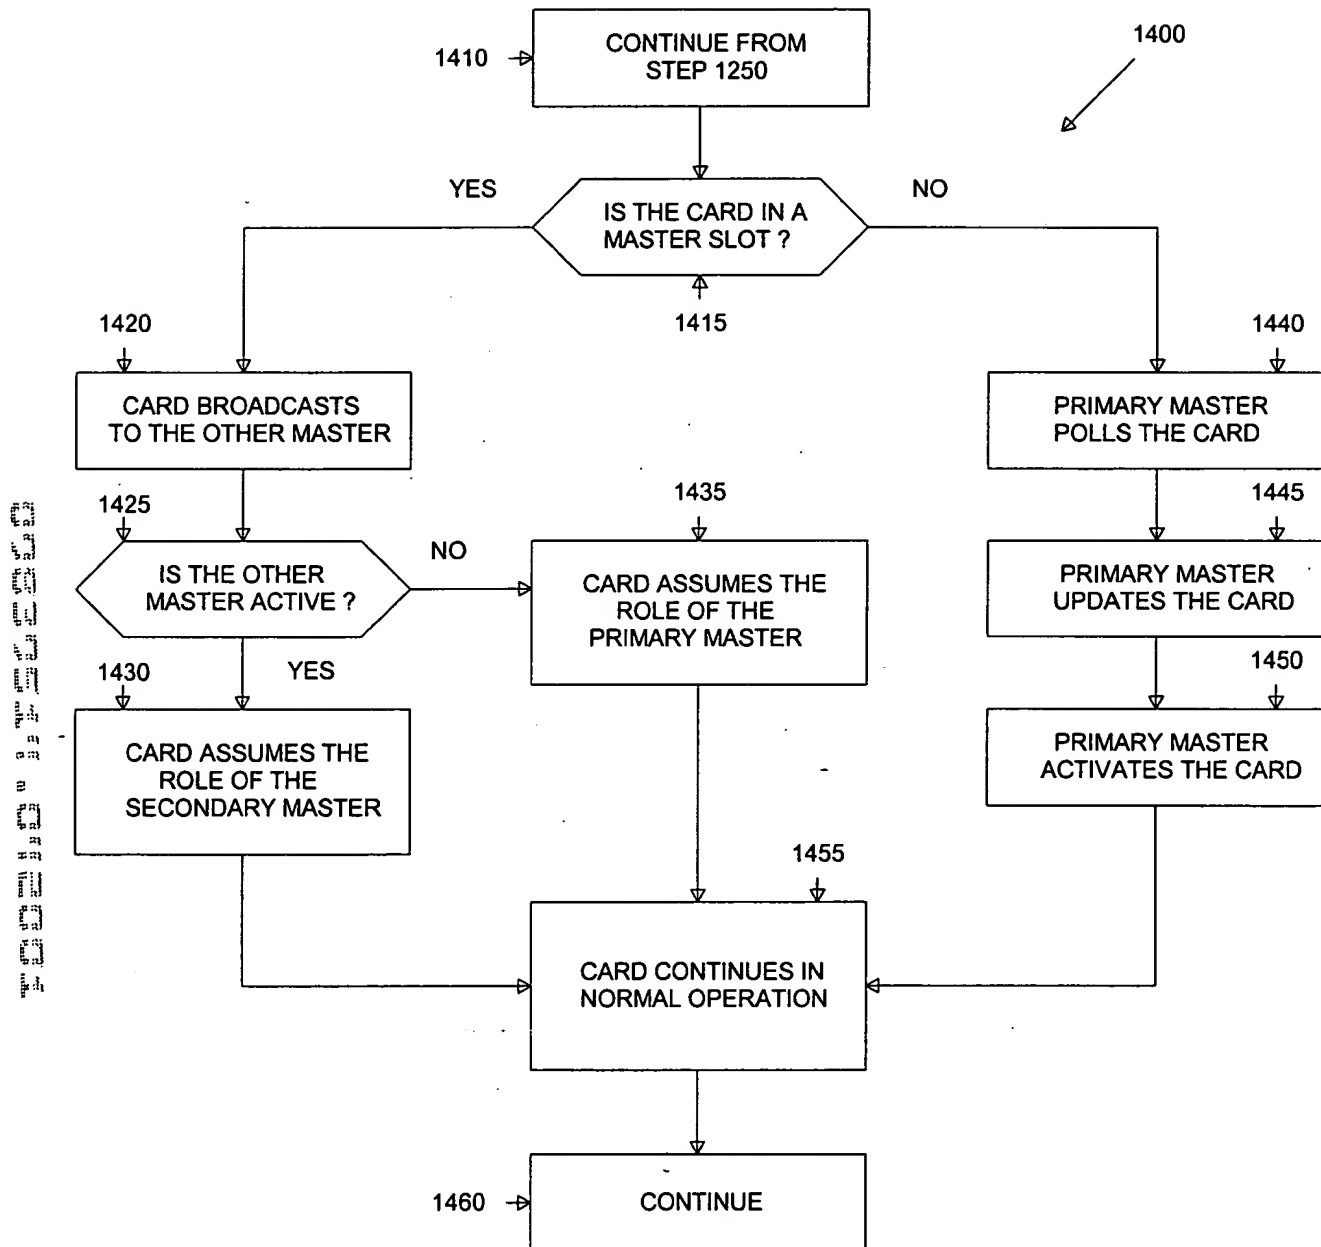 1400
1410
CONTINUE FROM
STEP 1250
YES
NO
IS THE CARD IN A
MASTER SLOT ?
1415
1420
1440
CARD BROADCASTS
TO THE OTHER MASTER
PRIMARY MASTER
POLLS THE CARD
1425
1435
1445
NO
IS THE OTHER
MASTER ACTIVE ?
CARD ASSUMES THE
ROLE OF THE
PRIMARY MASTER
PRIMARY MASTER
UPDATES THE CARD
1430
YES
1450
CARD ASSUMES THE
ROLE OF THE
SECONDARY MASTER
PRIMARY MASTER
ACTIVATES THE CARD
1455
CARD CONTINUES IN
NORMAL OPERATION
1460
CONTINUE